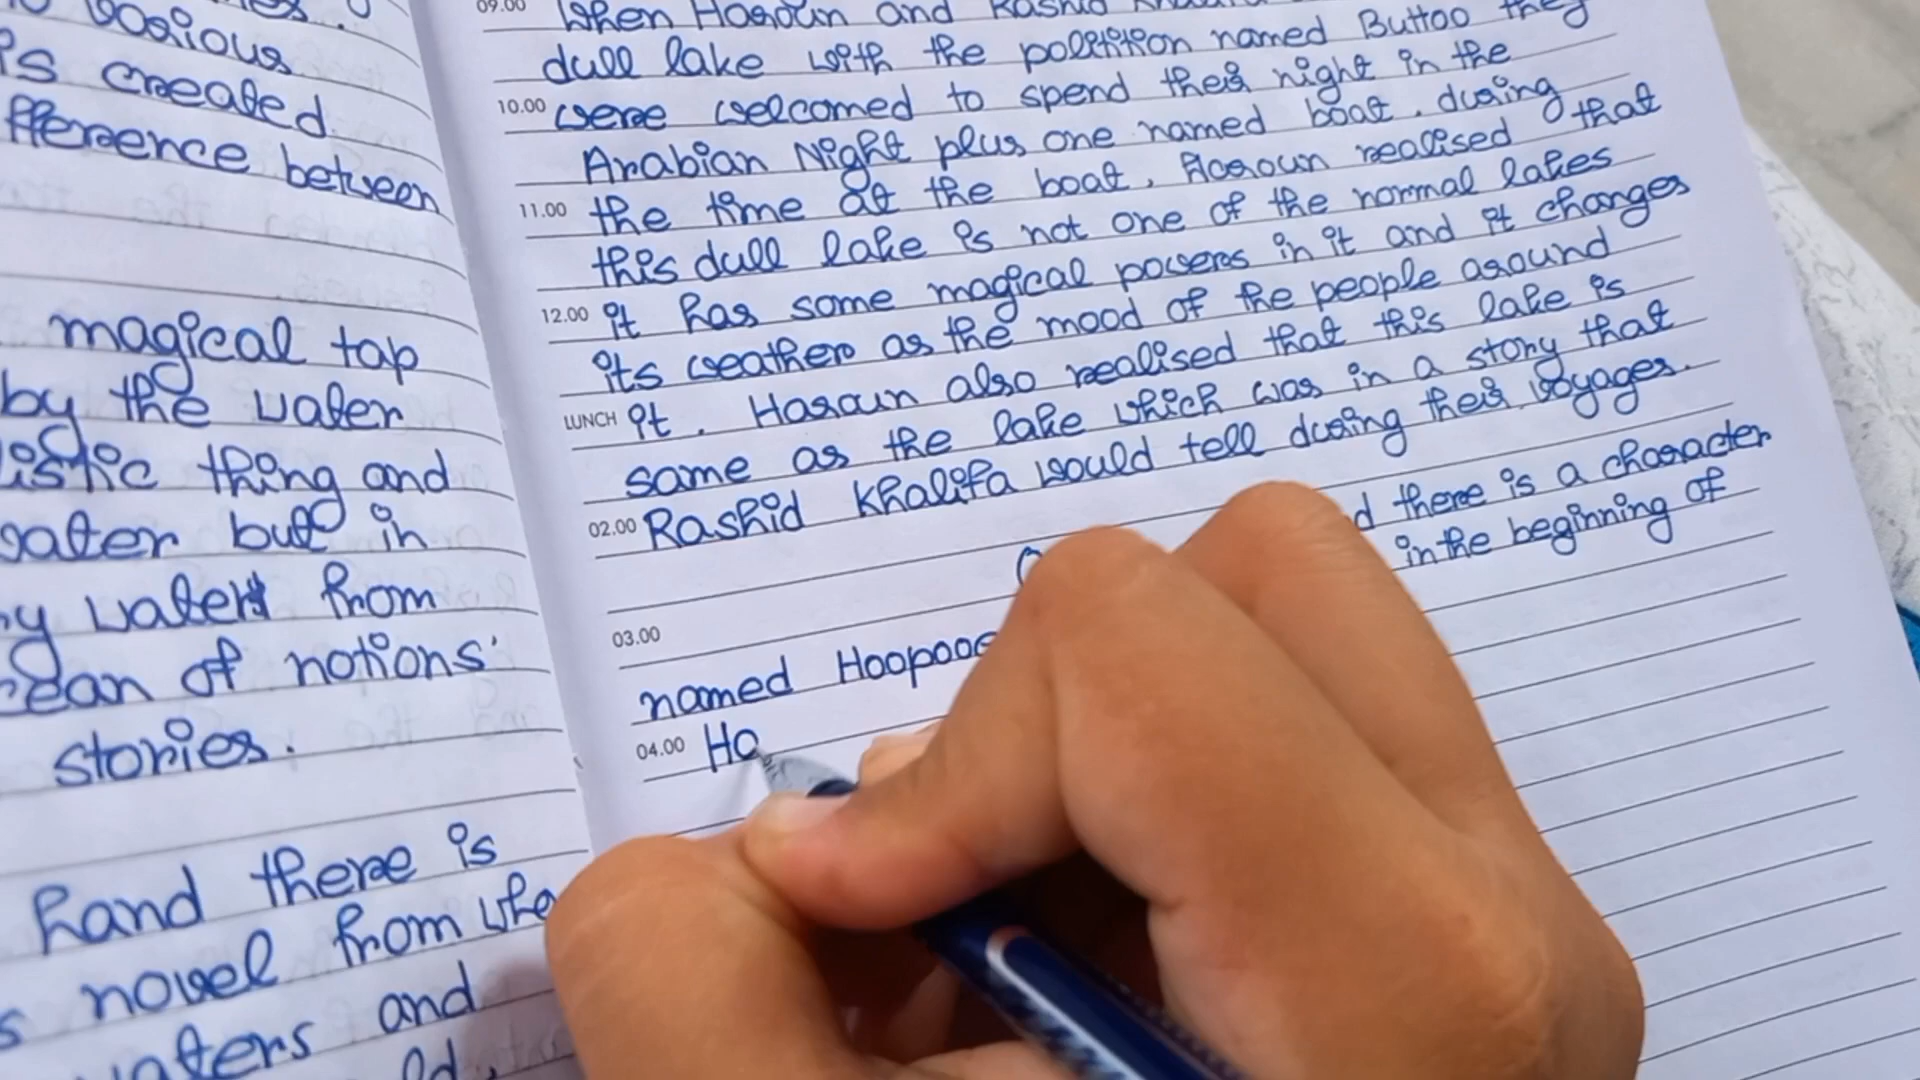 various
is created
fference between
magical tap
by the water
istic thing and
water but in
water from
ean of notions'
stories.
hand there is
novel from whe
waters and
09.00 When Haroun and Rashid
dull lake with the politition named Buttoo they
10.00 were welcomed to spend their night in the
Arabian Night plus one named boat. during
11.00 the time at the boat, Haroun realised that
this dull lake is not one of the normal lakes
12.00 it has some magical powers in it and it changes
its weather as the mood of the people around
LUNCH it. Haroun also realised that this lake is
same as the lake which was in a story that
02.00 Rashid Khalifa would tell during their voyages.
d there is a character
03.00 in the beginning of
named Hoopooe
04.00 Ha